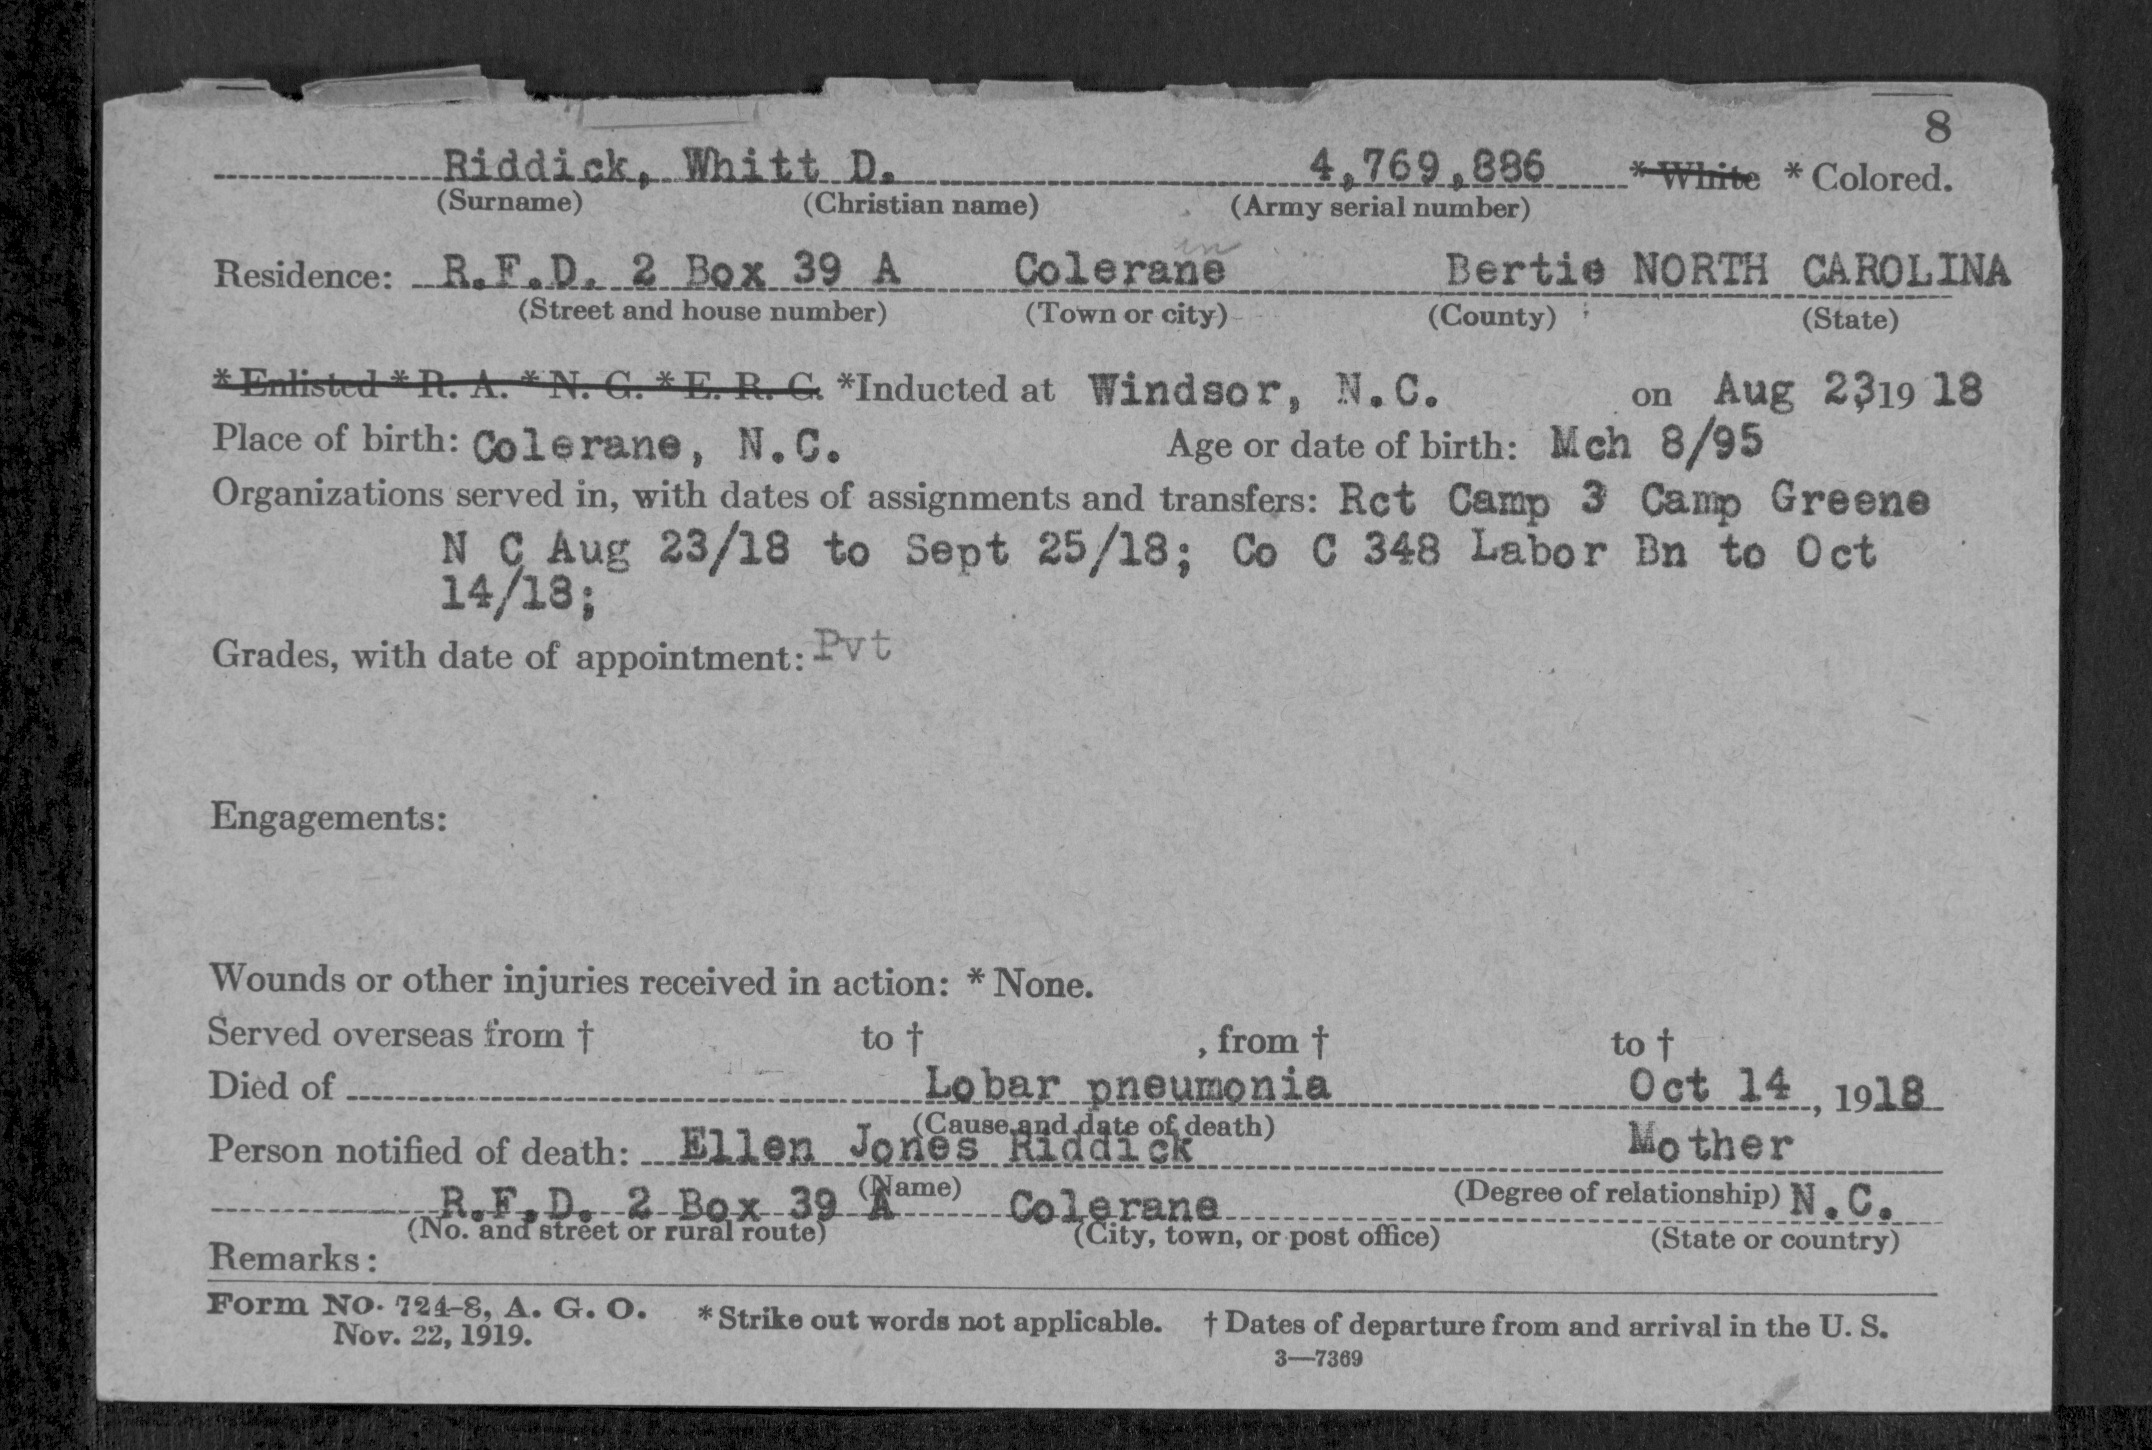 8
Riddick, Whitt D. 4,769,886 * White * Colored.
(Surname) (Christian name) (Army serial number)
in
Residence: R.F.D. 2 Box 39 A Colerane Bertie NORTH CAROLINA
(Street and house number) (Town or city) (County) (State)
* Enlisted * R. A. * N. G. * E. R. C. *Inducted at Windsor, N.C. on Aug 23, 19 18
Place of birth: Colerane, N.C. Age or date of birth: Mch 8/95
Organizations served in, with dates of assignments and transfers: Rct Camp 3 Camp Greene
N C Aug 23/18 to Sept 25/18; Co C 348 Labor Bn to Oct
14/18;
Grades, with date of appointment: Pvt
Engagements:
Wounds or other injuries received in action: * None.
Served overseas from † to † , from † to †
Died of Lobar pneumonia Oct 14 , 1918
(Cause and date of death)
Person notified of death: Ellen Jones Riddick Mother
(Name) (Degree of relationship)
R.F.D. 2 Box 39 A Colerane N.C.
(No. and street or rural route) (City, town, or post office) (State or country)
Remarks:
Form No. 724-8, A. G. O. * Strike out words not applicable. † Dates of departure from and arrival in the U. S.
Nov. 22, 1919. 3—7369